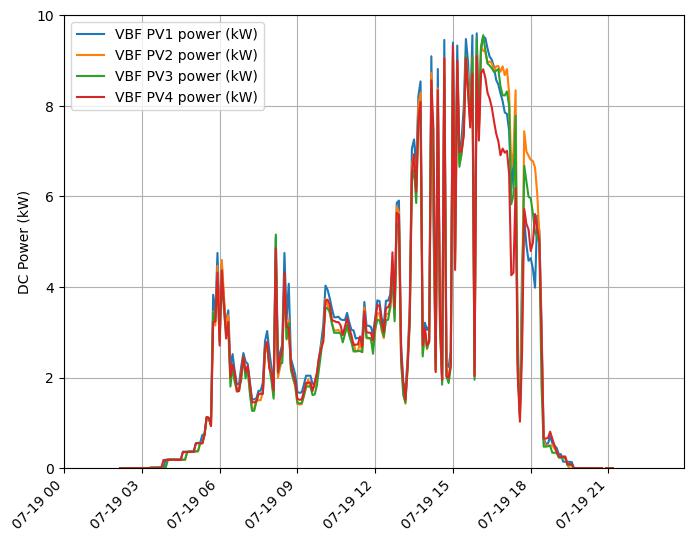 VBF PV1 power (kW)
VBF PV2 power (kW)
VBF PV3 power (kW)
VBF PV4 power (kW)
DC Power (kW)
10
8
6
4
2
0
07-19 00
07-19 03
07-19 06
07-19 09
07-19 12
07-19 15
07-19 18
07-19 21